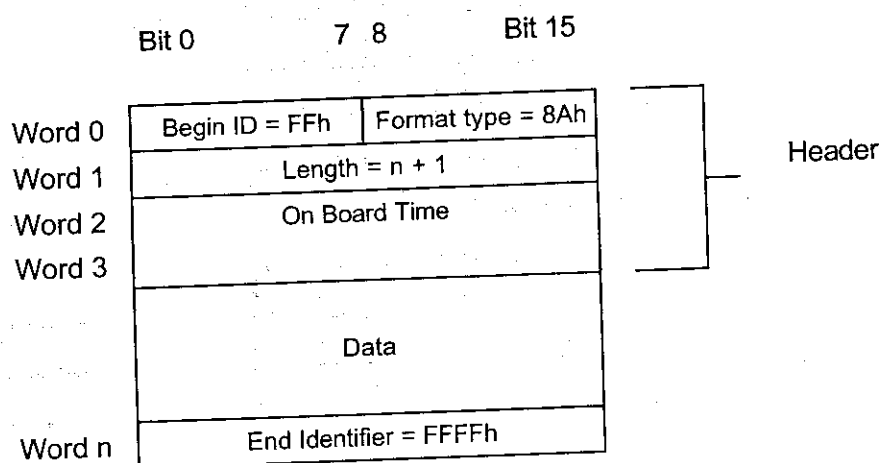 Bit 0 7 8 Bit 15
Word 0 Begin ID = FFh Format type = 8Ah
Header
Word 1 Length = n + 1
Word 2 On Board Time
Word 3
Data
Word n End Identifier = FFFFh